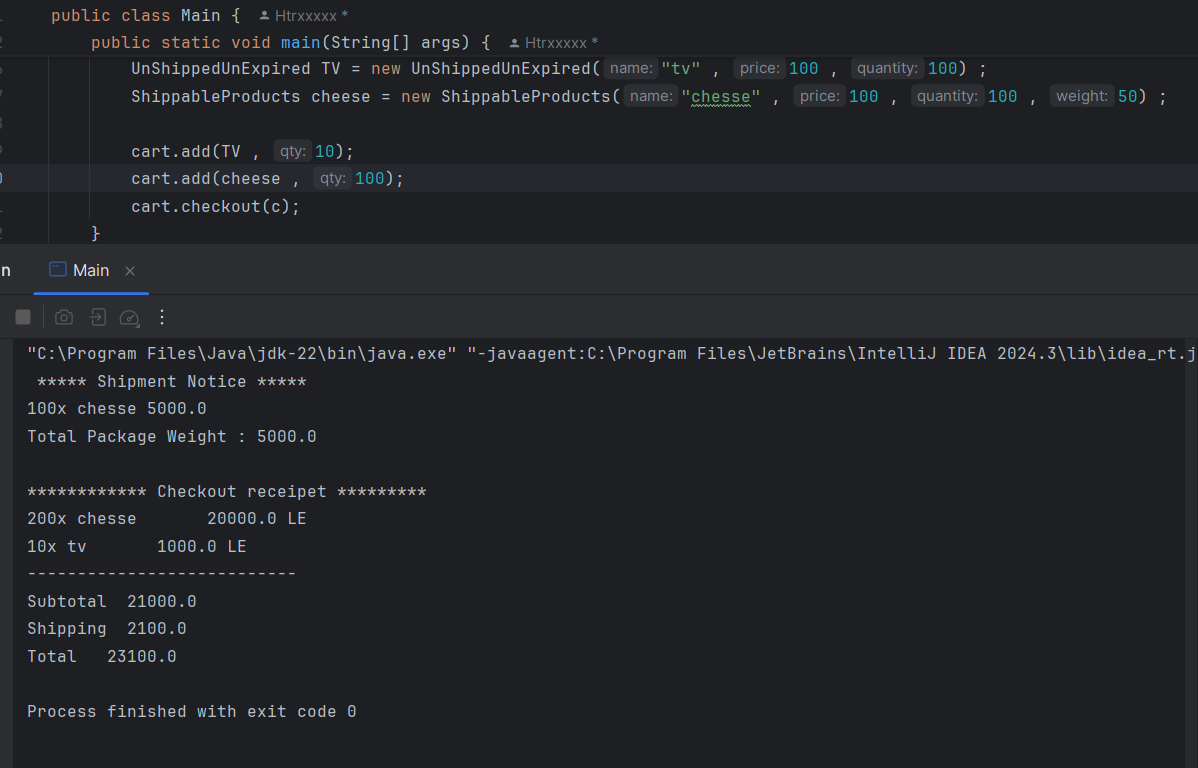 public class Main { Htrxxxxx *
public static void main(String[] args) { Htrxxxxx *
UnShippedUnExpired TV = new UnShippedUnExpired( name: "tv" , price: 100 , quantity: 100) ;
ShippableProducts cheese = new ShippableProducts( name: "chesse" , price: 100 , quantity: 100 , weight: 50) ;
cart.add(TV , qty: 10);
cart.add(cheese , qty: 100);
cart.checkout(c);
}
n Main
"C:\Program Files\Java\jdk-22\bin\java.exe" "-javaagent:C:\Program Files\JetBrains\IntelliJ IDEA 2024.3\lib\idea_rt.j
***** Shipment Notice *****
100x chesse 5000.0
Total Package Weight : 5000.0
************ Checkout receipet *********
200x chesse 20000.0 LE
10x tv 1000.0 LE
---------------------------
Subtotal 21000.0
Shipping 2100.0
Total 23100.0
Process finished with exit code 0